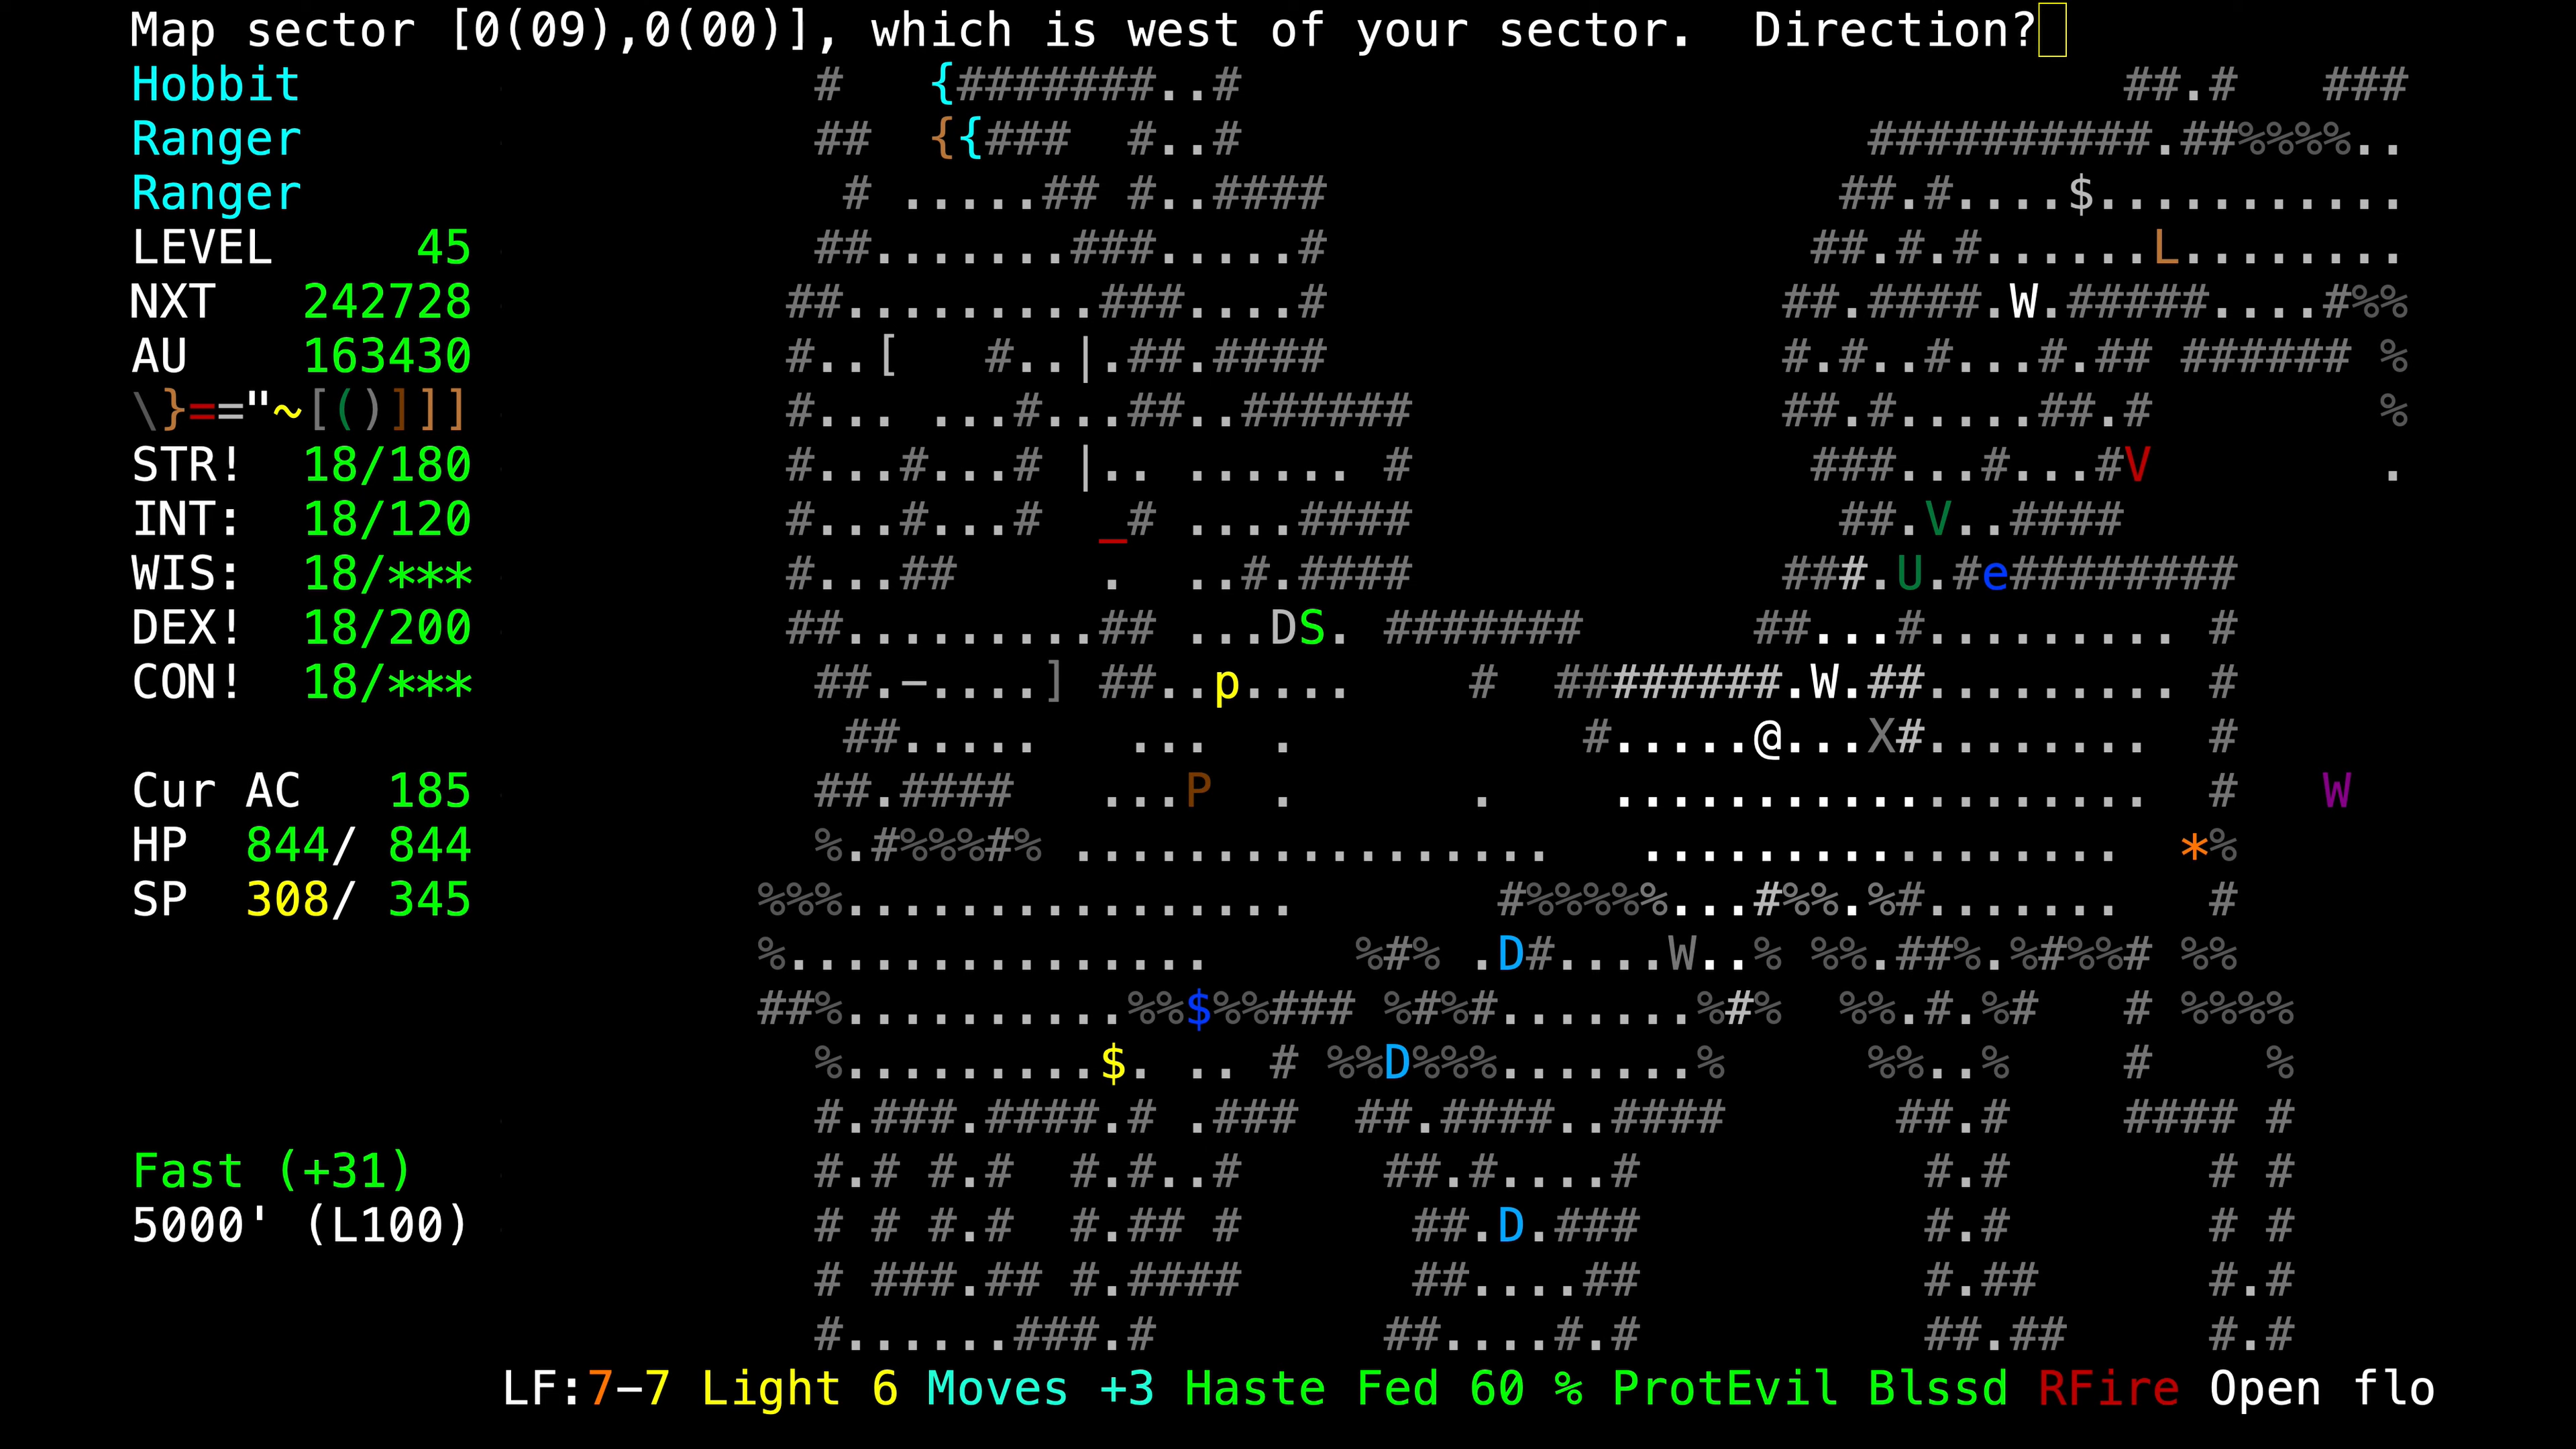 Map sector [0(09),0(00)], which is west of your sector.  Direction?
Hobbit # {#######..# ##.# ###
Ranger ## {{### #..# ##########.##%%%%..
Ranger # .....## #..#### ##.#....$...........
LEVEL 45 ##.......###.....# ##.#.#......L........
NXT 242728 ##.........###....# ##.####.W.#####....#%%
AU 163430 #..[ #..|.##.#### #.#..#...#.## ###### %
\}=="~[()]]] #... ...#...##..###### ##.#.....##.# %
STR! 18/180 #...#...# |.. ...... # ###...#...#V .
INT: 18/120 #...#...# _# ....#### ##.V..####
WIS: 18/*** #...## . ..#.#### ###.U.#e########
DEX! 18/200 ##.........## ...DS. ####### ##...#......... #
CON! 18/*** ##.-....] ##..p.... # ########.W.##......... #
##..... ... . #.....@...X#........ #
Cur AC 185 ##.#### ...P . . ................... # W
HP 844/ 844 %.#%%%#% ................. ................. *%
SP 308/ 345 %%%................ #%%%%%...#%%.%#....... #
%............... %#% .D#....W..% %%.##%.%#%%# %%
##%..........%%$%%### %#%#.......%#% %%.#.%# # %%%%
%.........$. .. # %%D%%%.......% %%..% # %
#.###.####.# .### ##.####..#### ##.# #### #
Fast (+31) #.# #.# #.#..# ##.#....# #.# # #
5000' (L100) # # #.# #.## # ##.D.### #.# # #
# ###.## #.#### ##....## #.## #.#
#......###.# ##....#.# ##.## #.#
LF:7-7 Light 6 Moves +3 Haste Fed 60 % ProtEvil Blssd RFire Open flo